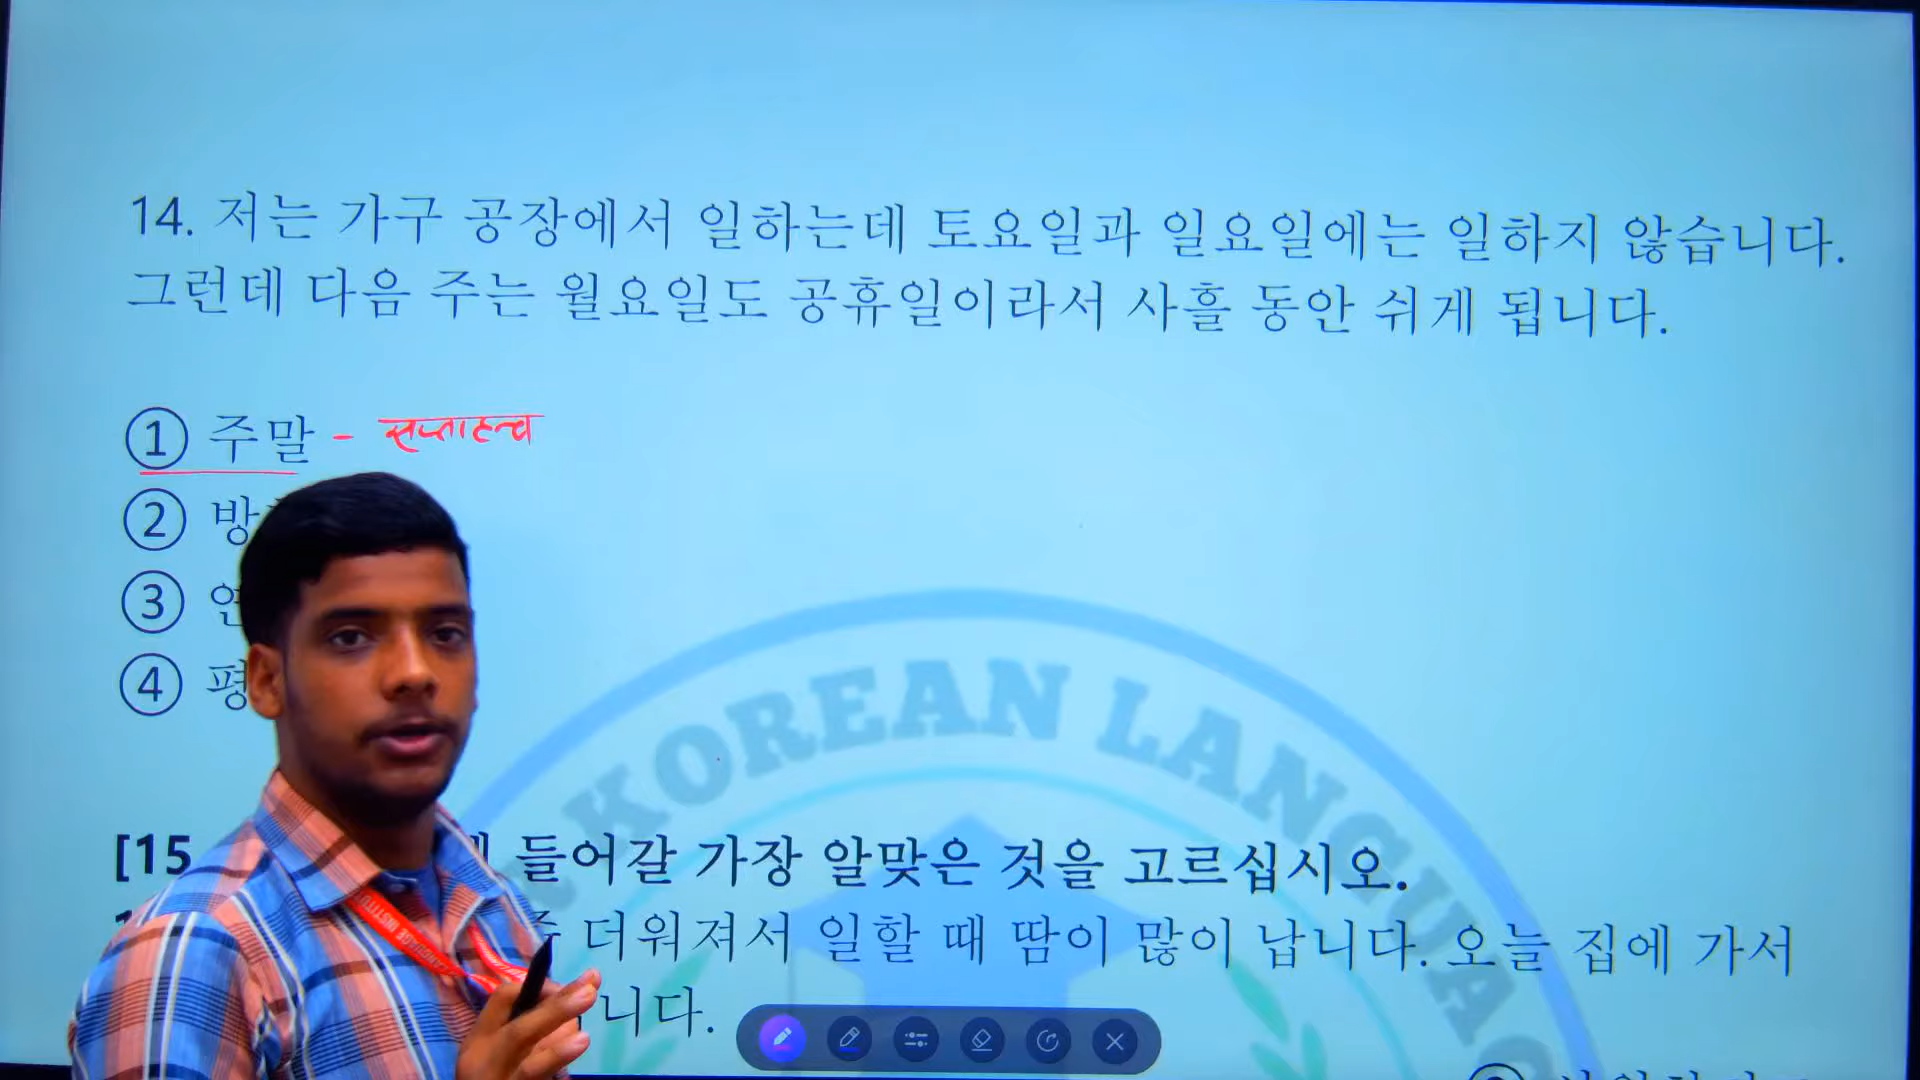 14. 저는 가구 공장에서 일하는데 토요일과 일요일에는 일하지 않습니다.
그런데 다음 주는 월요일도 공휴일이라서 사흘 동안 쉬게 됩니다.
① 주말 - सप्ताहन्त
② 방
③ 연
④ 평
KOREAN LANGUAG
[15 들어갈 가장 알맞은 것을 고르십시오.
더워져서 일할 때 땀이 많이 납니다. 오늘 집에 가서
니다.